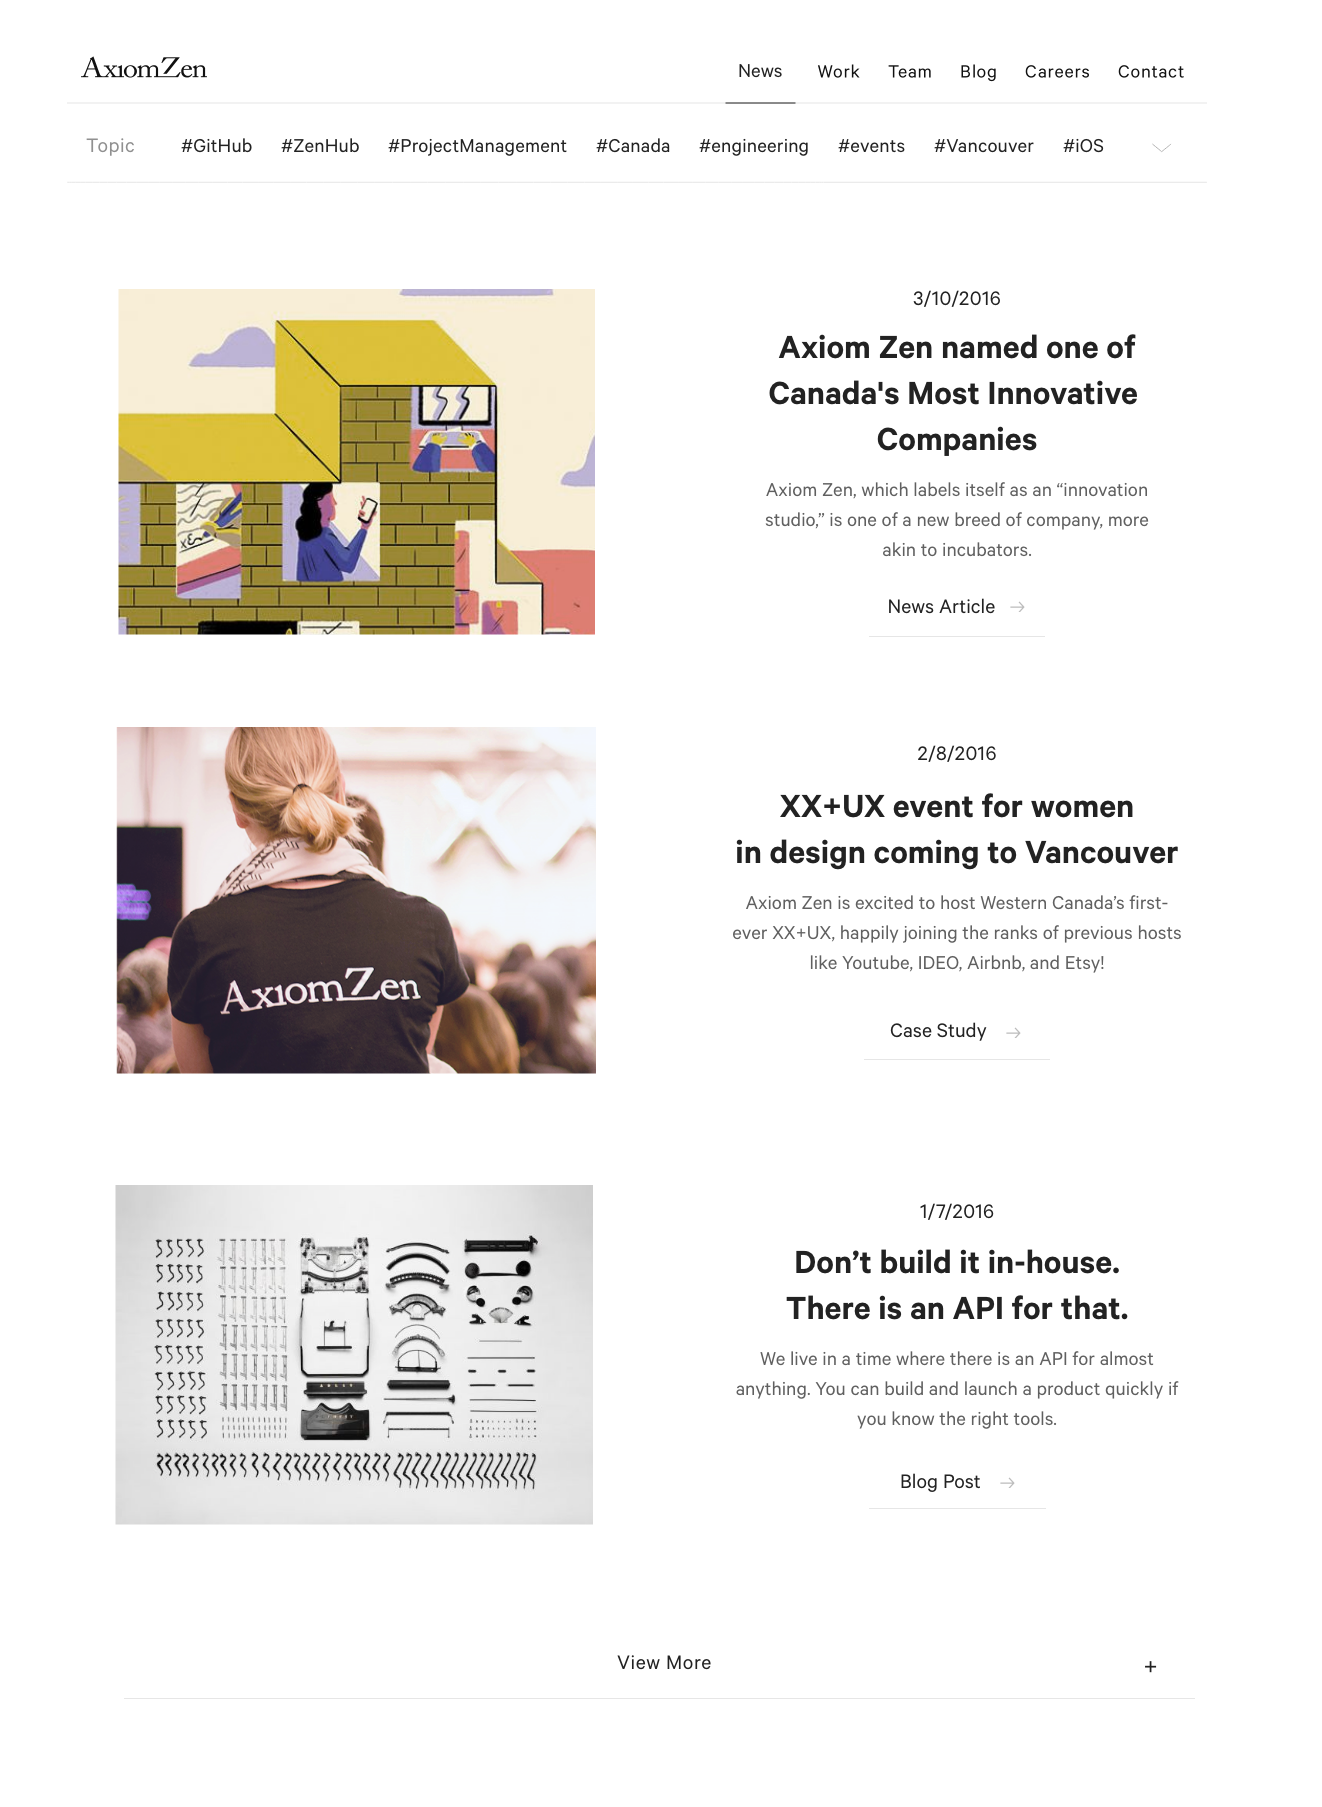 AxiomZen
News Work Team Blog Careers Contact
Topic #GitHub #ZenHub #ProjectManagement #Canada #engineering #events #Vancouver #iOS
3/10/2016
Axiom Zen named one of
Canada's Most Innovative
Companies
Axiom Zen, which labels itself as an “innovation
studio,” is one of a new breed of company, more
akin to incubators.
News Article
2/8/2016
XX+UX event for women
in design coming to Vancouver
Axiom Zen is excited to host Western Canada’s first-
ever XX+UX, happily joining the ranks of previous hosts
like Youtube, IDEO, Airbnb, and Etsy!
Case Study
AxiomZen
1/7/2016
Don’t build it in-house.
There is an API for that.
We live in a time where there is an API for almost
anything. You can build and launch a product quickly if
you know the right tools.
Blog Post
View More +